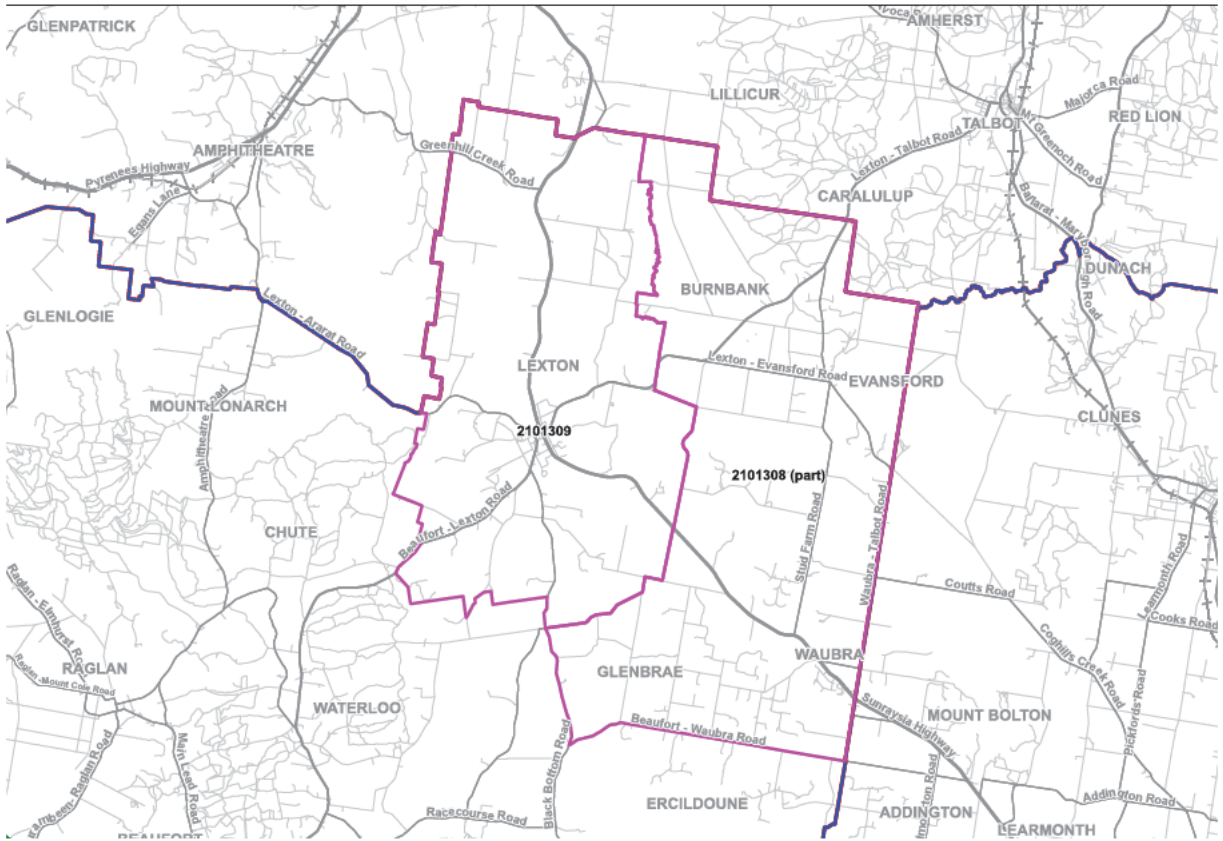 GLENPATRICK
Avoca Road
AMHERST
LILLICUR
Majorca Road
RED LION
TALBOT
Mt Greenoch Road
Lexton - Talbot Road
AMPHITHEATRE
Greenhill Creek Road
Pyrenees Highway
Egans Lane
CARALULUP
Ballarat - Maryborough Road
DUNACH
GLENLOGIE
Lexton - Ararat Road
BURNBANK
LEXTON
Lexton - Evansford Road
EVANSFORD
MOUNT LONARCH
CLUNES
Amphitheatre Road
2101309
2101308 (part)
Beaufort -Lexton Road
Stud Farm Road
Waubra - Talbot Road
CHUTE
Coutts Road
Learmonth Road
Cooks Road
Raglan -Elmhurst Road
Coghills Creek Road
RAGLAN
Raglan -Mount Cole Road
GLENBRAE
WAUBRA
WATERLOO
Sunraysia Highway
MOUNT BOLTON
Pickfords Road
Beaufort - Waubra Road
Main Lead Road
Black Bottom Road
Raglan Road
ERCILDOUNE
ADDINGTON
Addington Road
Racecourse Road
LEARMONTH
BEAUFORT